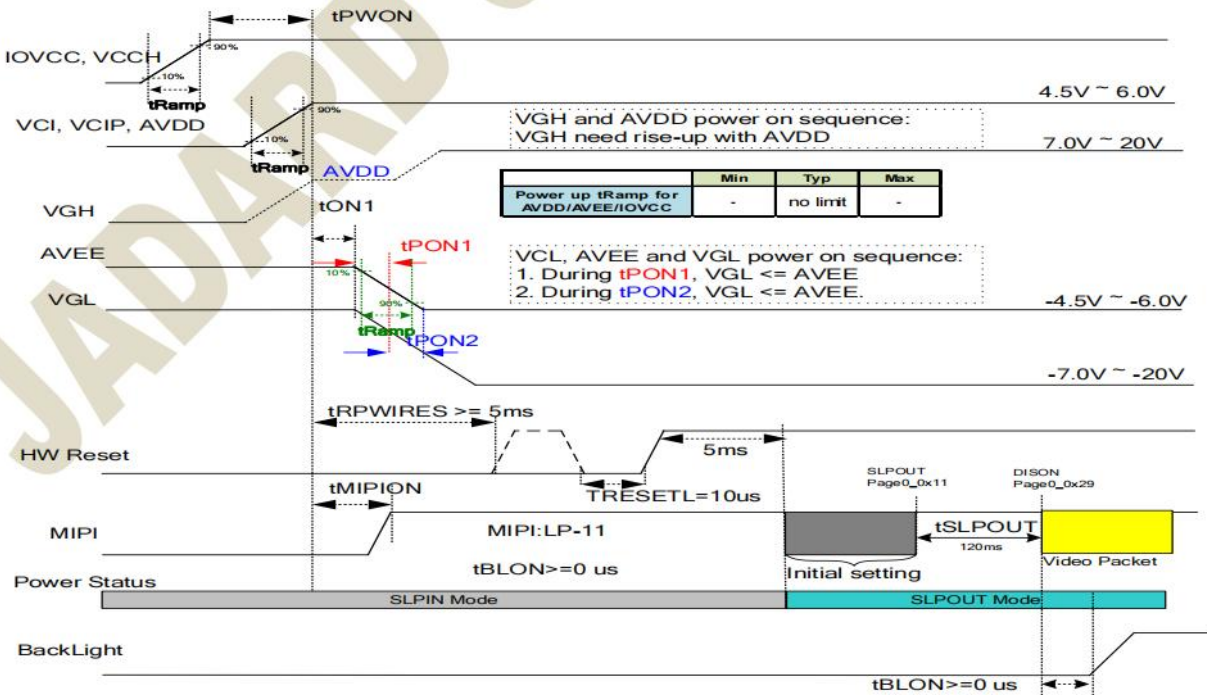 JADARD
tPWON
IOVCC, VCCH
90%
10%
tRamp
4.5V ~ 6.0V
VCI, VCIP, AVDD
90%
10%
tRamp
VGH and AVDD power on sequence:
VGH need rise-up with AVDD
7.0V ~ 20V
AVDD
Min Typ Max
Power up tRamp for AVDD/AVEE/IOVCC - no limit -
VGH
tON1
AVEE
tPON1
10%
VCL, AVEE and VGL power on sequence:
1. During tPON1, VGL <= AVEE
2. During tPON2, VGL <= AVEE.
VGL
90%
-4.5V ~ -6.0V
tRamp
tPON2
-7.0V ~ -20V
tRPWIRES >= 5ms
HW Reset
5ms
SLPOUT
Page0_0x11
DISON
Page0_0x29
tMIPION
TRESETL=10us
MIPI
MIPI:LP-11
tSLPOUT
120ms
tBLON>=0 us
Initial setting
Video Packet
Power Status
SLPIN Mode
SLPOUT Mode
BackLight
tBLON>=0 us